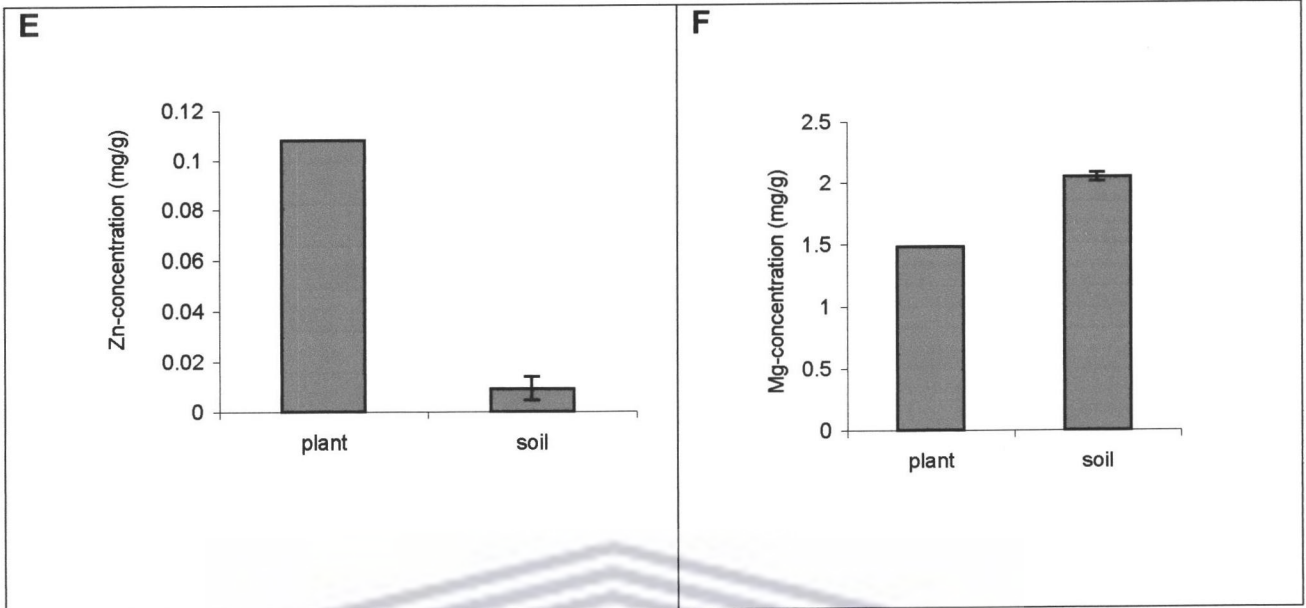 E
Zn-concentration (mg/g)
0.12
0.1
0.08
0.06
0.04
0.02
0
plant soil
F
Mg-concentration (mg/g)
2.5
2
1.5
1
0.5
0
plant soil